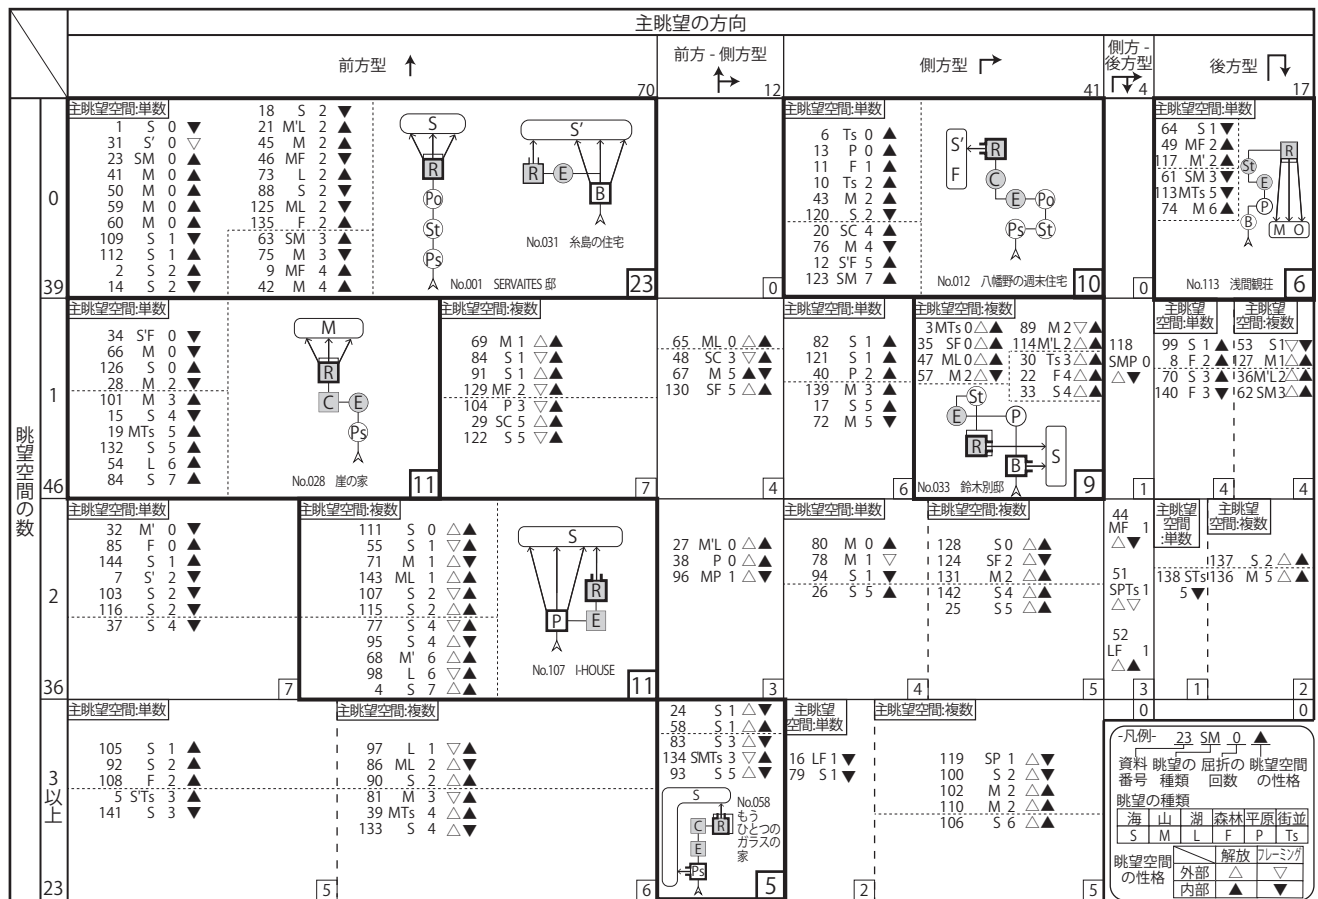 主眺望の方向
前方型
70
前方 - 側方型
12
側方型
41
側方 -
後方型
4
後方型
17
眺望空間の数
0
39
主眺望空間:単数
1 S 0 ▼
31 S' 0 ▽
23 SM 0 ▲
41 M 0 ▲
50 M 0 ▲
59 M 0 ▲
60 M 0 ▲
109 S 1 ▼
112 S 1 ▲
2 S 2 ▲
14 S 2 ▼
18 S 2 ▼
21 M'L 2 ▲
45 M 2 ▲
46 MF 2 ▼
73 L 2 ▲
88 S 2 ▼
125 ML 2 ▼
135 F 2 ▲
63 SM 3 ▲
75 M 3 ▼
9 MF 4 ▲
42 M 4 ▲
S
R
Po
St
Ps
No.001 SERVAITES 邸
S'
R
E
B
No.031 糸島の住宅
23
0
主眺望空間:単数
6 Ts 0 ▲
13 P 0 ▲
11 F 1 ▲
10 Ts 2 ▲
43 M 2 ▲
120 S 2 ▼
20 SC 4 ▲
76 M 4 ▼
12 S'F 5 ▲
123 SM 7 ▲
S'
F
R
C
E
Po
Ps
St
No.012 八幡野の週末住宅
10
0
主眺望空間:単数
64 S 1 ▼
49 MF 2 ▲
117 M' 2 ▲
61 SM 3 ▼
113 MTs 5 ▼
74 M 6 ▲
R
St
E
P
B
M O
No.113 浅間観荘
6
1
46
主眺望空間:単数
34 S'F 0 ▼
66 M 0 ▼
126 S 0 ▲
28 M 2 ▼
101 M 3 ▲
15 S 4 ▼
19 MTs 5 ▲
132 S 5 ▲
54 L 6 ▲
84 S 7 ▲
M
R
C
E
Ps
No.028 崖の家
11
主眺望空間:複数
69 M 1 △▲
84 S 1 ▽▼
91 S 1 △▲
129 MF 2 ▽▼
104 P 3 ▽▼
29 SC 5 △▲
122 S 5 ▽▲
7
65 ML 0 △▲
48 SC 3 ▽▲
67 M 5 ▲▼
130 SF 5 △▲
4
82 S 1 ▲
121 S 1 ▲
40 P 2 ▲
139 M 3 ▲
17 S 5 ▲
72 M 5 ▼
6
3 MTs 0 △▲
35 SF 0 △▲
47 ML 0 △▲
57 M 2 △▼
89 M 2 ▽▲
114 M'L 2 △▲
30 Ts 3 △▲
22 F 4 △▲
33 S 4 △▲
St
E
P
R
B
S
No.033 鈴木別邸
9
118
SMP 0
△▼
1
主眺望
空間:単数
99 S 1 ▲
8 F 2 ▲
70 S 3 ▲
140 F 3 ▼
4
主眺望
空間:複数
53 S 1 ▽▼
127 M 1 △▲
36 M'L 2 △▲
62 SM 3 △▲
4
2
36
主眺望空間:単数
32 M' 0 ▼
85 F 0 ▲
144 S 1 ▲
7 S' 2 ▼
103 S 2 ▼
116 S 2 ▼
37 S 4 ▼
7
主眺望空間:複数
111 S 0 △▲
55 S 1 ▽▲
71 M 1 △▼
143 ML 1 △▲
107 S 2 ▽▲
115 S 2 △▲
77 S 4 ▽▲
95 S 4 △▼
68 M' 6 △▲
98 L 6 ▽▲
4 S 7 △▲
S
R
P
E
No.107 I-HOUSE
11
27 M'L 0 △▲
38 P 0 △▲
96 MP 1 △▼
3
主眺望空間:単数
80 M 0 ▲
78 M 1 ▽
94 S 1 ▼
26 S 5 ▲
4
主眺望空間:複数
128 S 0 △▲
124 SF 2 △▼
131 M 2 △▲
142 S 4 △▲
25 S 5 △▲
5
44
MF 1
△▼
51
SPTs 1
△▽
52
LF 1
△▲
3
主眺望
空間
:単数
138 STs
5 ▼
1
主眺望
空間:複数
137 S 2 △▲
136 M 5 △▲
2
3
以上
23
主眺望空間:単数
105 S 1 ▲
92 S 2 ▲
108 F 2 ▲
5 S'Ts 3 ▲
141 S 3 ▼
5
主眺望空間:複数
97 L 1 ▽▲
86 ML 2 △▼
90 S 2 △▲
81 M 3 ▽▲
39 MTs 4 △▲
133 S 4 △▼
6
24 S 1 △▼
58 S 1 △▲
83 S 3 △▼
134 S'MTs 3 ▽▲
93 S 5 △▲
S
C
R
E
Ps
No.058
もう
ひとつの
ガラスの
家
5
主眺望
空間:単数
16 LF 1 ▼
79 S 1 ▼
2
主眺望空間:複数
119 SP 1 △▼
100 S 2 △▼
102 M 2 △▲
110 M 2 △▲
106 S 6 △▲
5
0
0
-凡例- 23 SM 0 ▲
資料 眺望の 屈折の 眺望空間
番号 種類 回数 の性格
眺望の種類
海 山 湖 森林 平原 街並
S M L F P Ts
眺望空間
の性格
解放 フレーミング
外部 △ ▽
内部 ▲ ▼